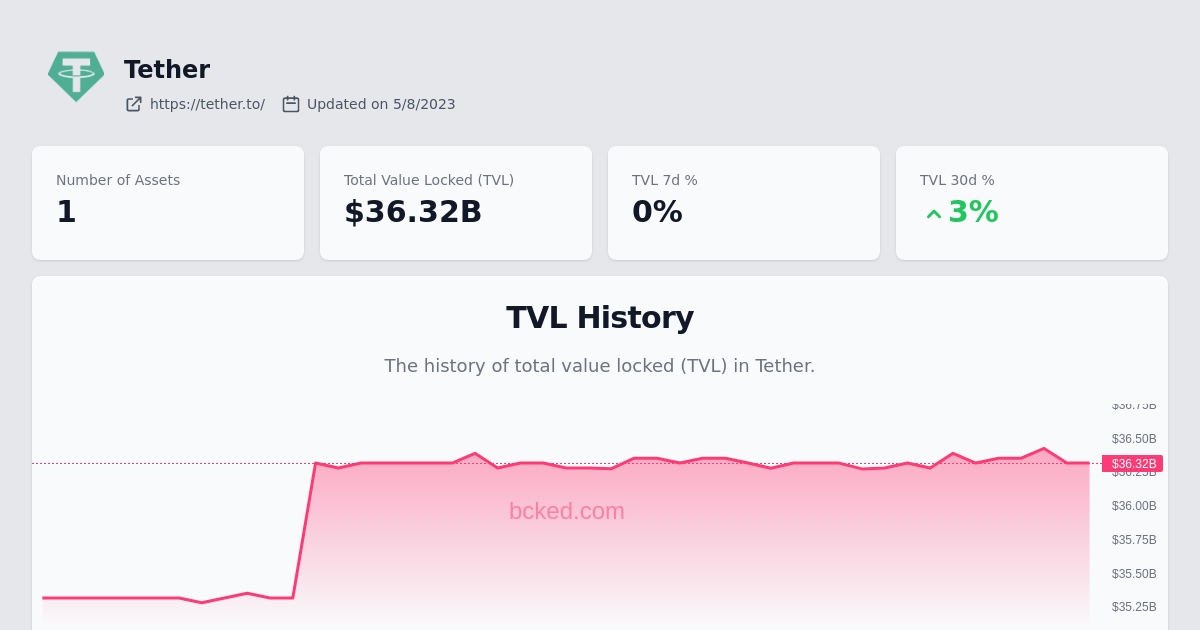 Tether
https://tether.to/ Updated on 5/8/2023
Number of Assets
1
Total Value Locked (TVL)
$36.32B
TVL 7d %
0%
TVL 30d %
3%
TVL History
The history of total value locked (TVL) in Tether.
$36.75B
$36.50B
$36.32B
$36.25B
$36.00B
$35.75B
$35.50B
$35.25B
bcked.com